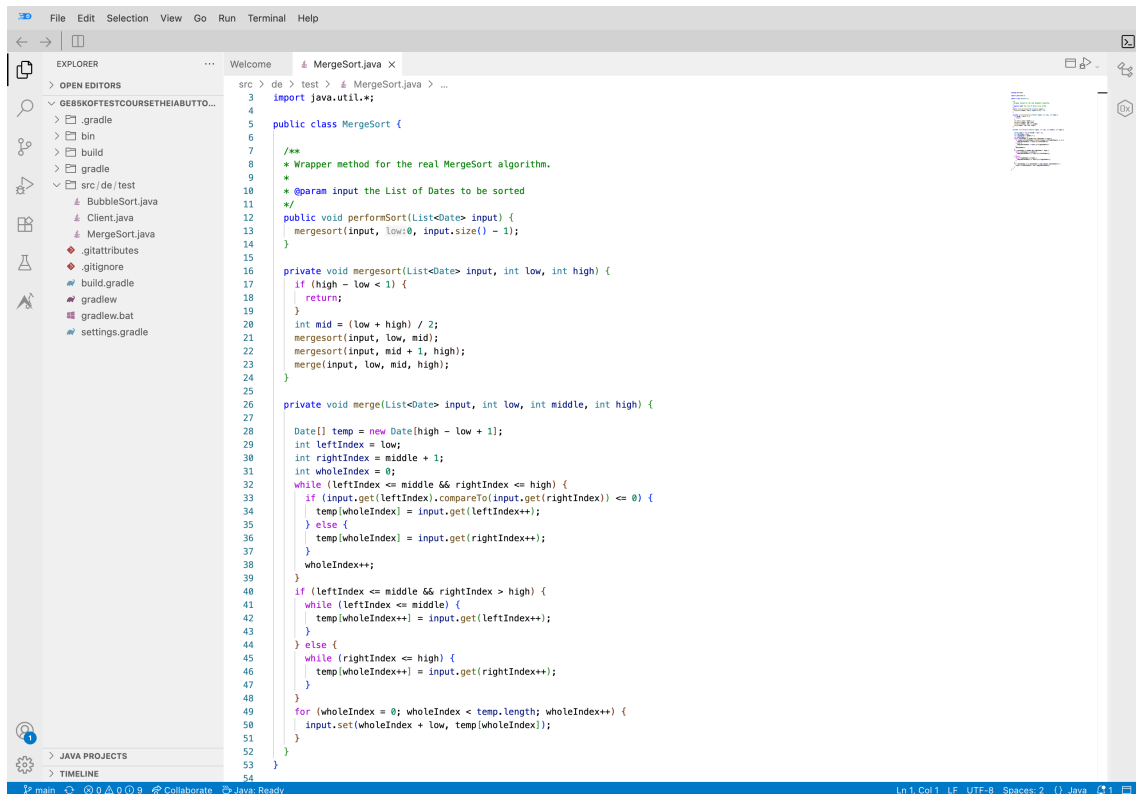 File Edit Selection View Go Run Terminal Help
EXPLORER
OPEN EDITORS
GE85KOFTESTCOURSETHEIABUTTO...
.gradle
bin
build
gradle
src/de/test
BubbleSort.java
Client.java
MergeSort.java
.gitattributes
.gitignore
build.gradle
gradlew
gradlew.bat
settings.gradle
JAVA PROJECTS
TIMELINE
Welcome MergeSort.java
src > de > test > MergeSort.java > ...
3 import java.util.*;
4
5 public class MergeSort {
6
7 /**
8 * Wrapper method for the real MergeSort algorithm.
9 *
10 * @param input the List of Dates to be sorted
11 */
12 public void performSort(List<Date> input) {
13 mergesort(input, low:0, input.size() - 1);
14 }
15
16 private void mergesort(List<Date> input, int low, int high) {
17 if (high - low < 1) {
18 return;
19 }
20 int mid = (low + high) / 2;
21 mergesort(input, low, mid);
22 mergesort(input, mid + 1, high);
23 merge(input, low, mid, high);
24 }
25
26 private void merge(List<Date> input, int low, int middle, int high) {
27
28 Date[] temp = new Date[high - low + 1];
29 int leftIndex = low;
30 int rightIndex = middle + 1;
31 int wholeIndex = 0;
32 while (leftIndex <= middle && rightIndex <= high) {
33 if (input.get(leftIndex).compareTo(input.get(rightIndex)) <= 0) {
34 temp[wholeIndex] = input.get(leftIndex++);
35 } else {
36 temp[wholeIndex] = input.get(rightIndex++);
37 }
38 wholeIndex++;
39 }
40 if (leftIndex <= middle && rightIndex > high) {
41 while (leftIndex <= middle) {
42 temp[wholeIndex++] = input.get(leftIndex++);
43 }
44 } else {
45 while (rightIndex <= high) {
46 temp[wholeIndex++] = input.get(rightIndex++);
47 }
48 }
49 for (wholeIndex = 0; wholeIndex < temp.length; wholeIndex++) {
50 input.set(wholeIndex + low, temp[wholeIndex]);
51 }
52 }
53 }
54
1
main 0 0 9 Collaborate Java: Ready Ln 1, Col 1 LF UTF-8 Spaces: 2 {} Java 1